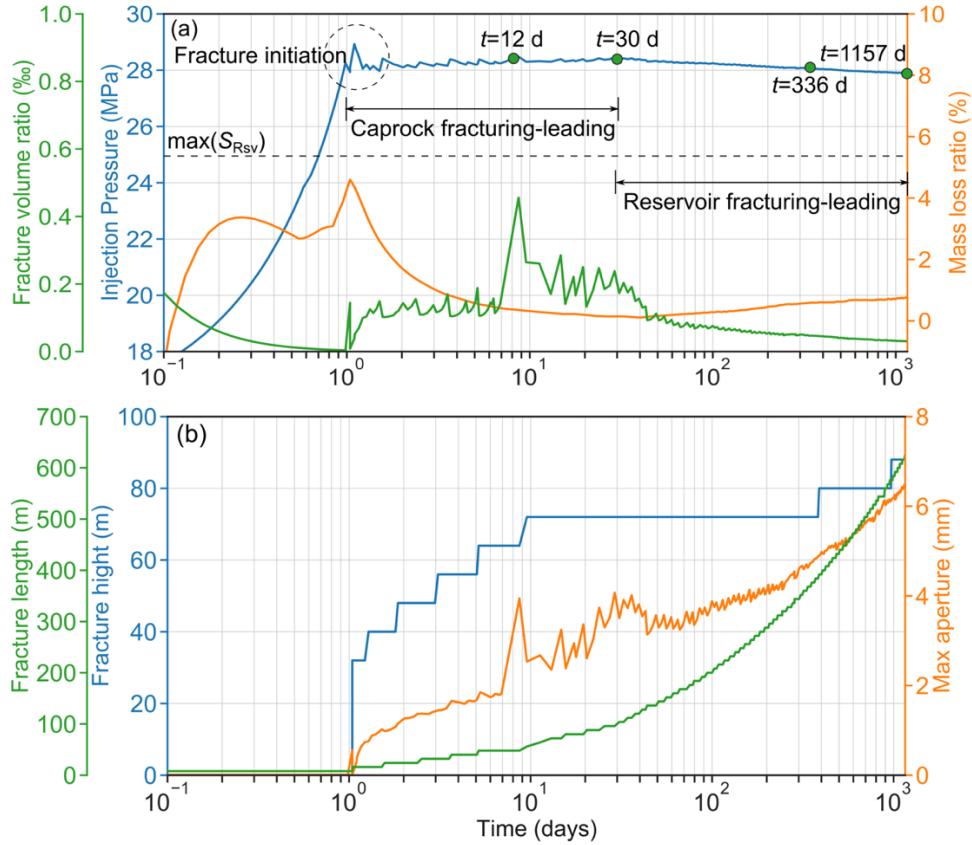 (a)
Fracture initiation
t=12 d
t=30 d
t=1157 d
t=336 d
Caprock fracturing-leading
max(S_Rsv)
Reservoir fracturing-leading
Fracture volume ratio (‰)
1.0
0.8
0.6
0.4
0.2
0.0
Injection Pressure (MPa)
30
28
26
24
22
20
18
Mass loss ratio (%)
10
8
6
4
2
0
10⁻¹
10⁰
10¹
10²
10³
(b)
Fracture length (m)
700
600
500
400
300
200
100
0
Fracture hight (m)
100
80
60
40
20
0
Max aperture (mm)
8
6
4
2
0
10⁻¹
10⁰
10¹
10²
10³
Time (days)